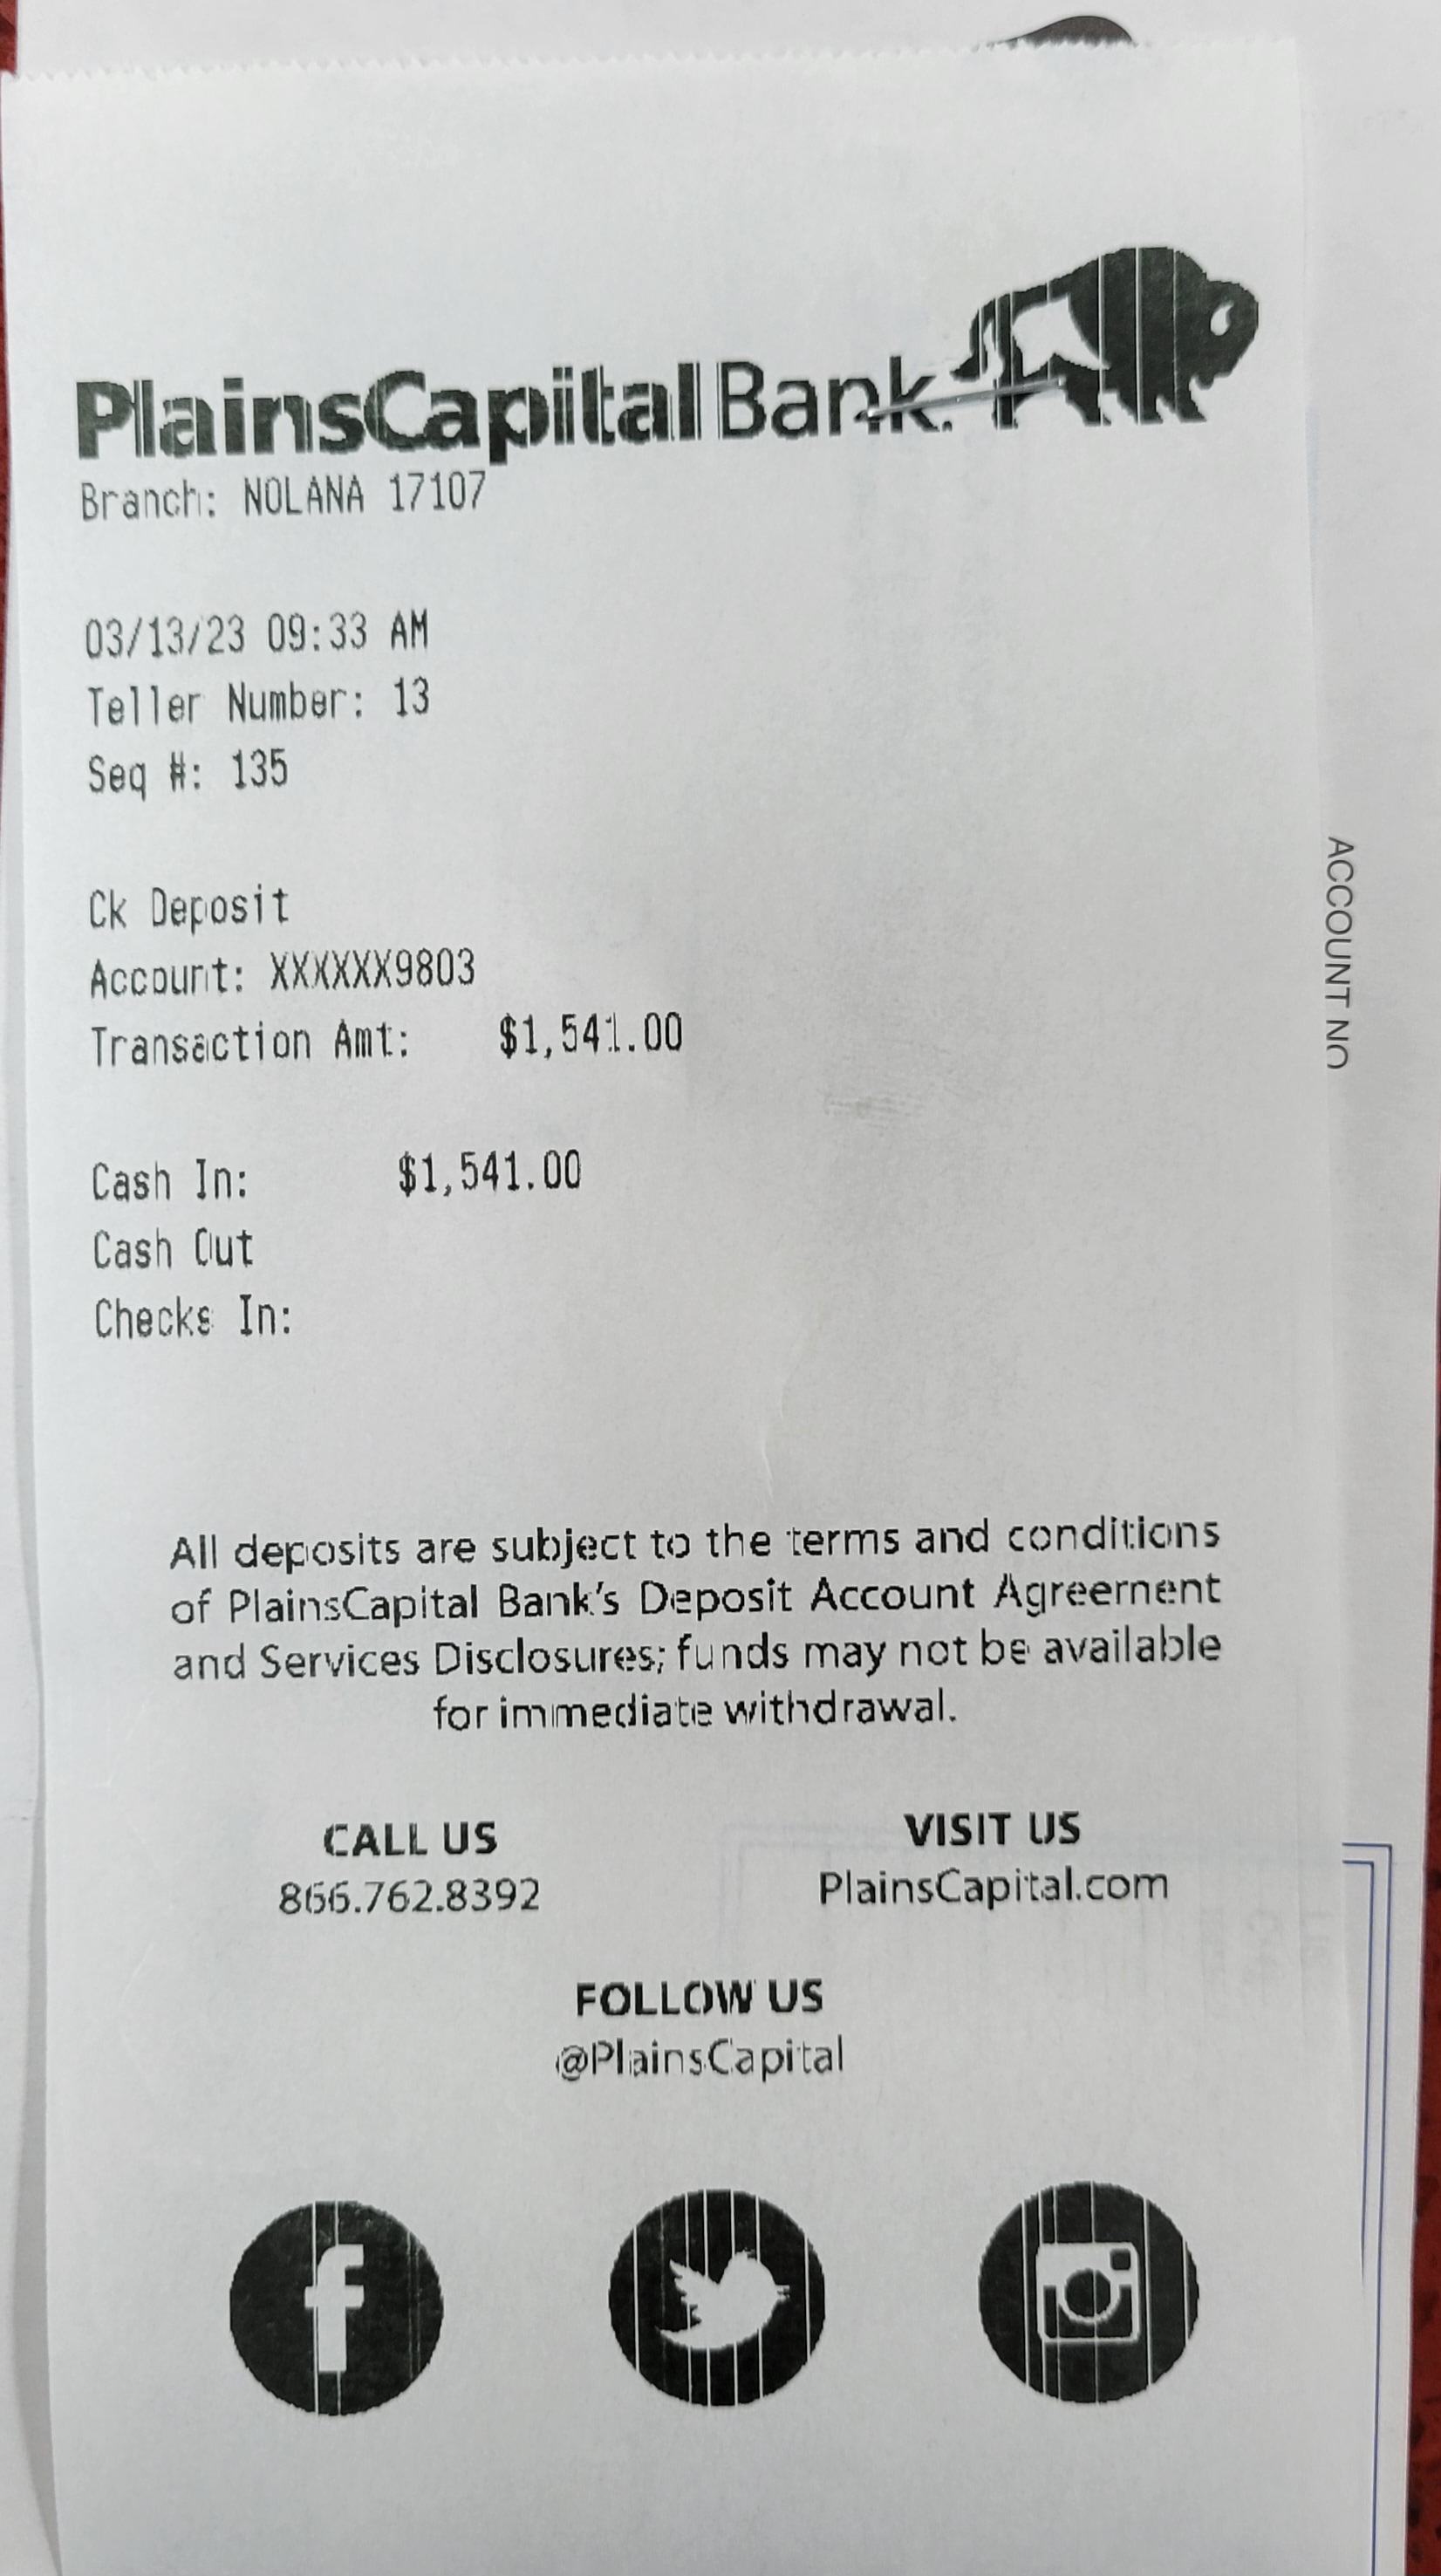 PlainsCapital Bank.
Branch: NOLANA 17107
03/13/23 09:33 AM
Teller Number: 13
Seq #: 135
Ck Deposit
Account: XXXXXX9803
Transaction Amt: $1,541.00
Cash In: $1,541.00
Cash Out
Checks In:
All deposits are subject to the terms and conditions
of PlainsCapital Bank's Deposit Account Agreement
and Services Disclosures; funds may not be available
for immediate withdrawal.
CALL US
866.762.8392
VISIT US
PlainsCapital.com
FOLLOW US
@PlainsCapital
ACCOUNT NO